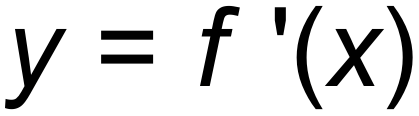 y = f '(x)